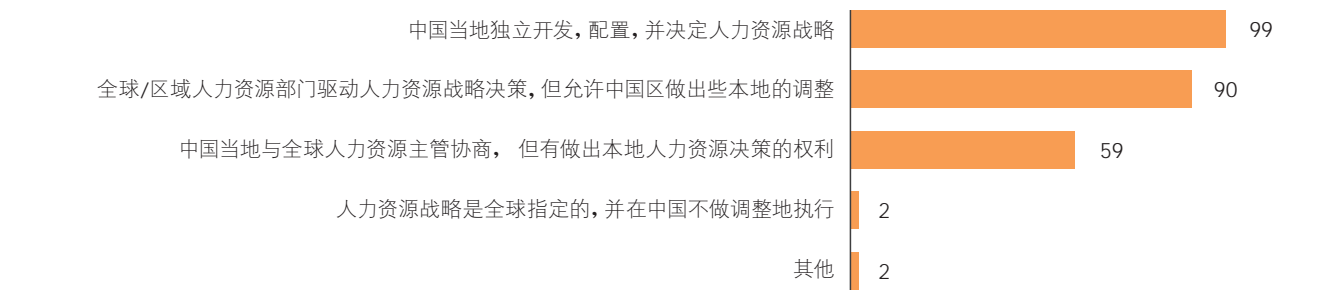 中国当地独立开发，配置，并决定人力资源战略 99
全球/区域人力资源部门驱动人力资源战略决策，但允许中国区做出些本地的调整 90
中国当地与全球人力资源主管协商， 但有做出本地人力资源决策的权利 59
人力资源战略是全球指定的，并在中国不做调整地执行 2
其他 2